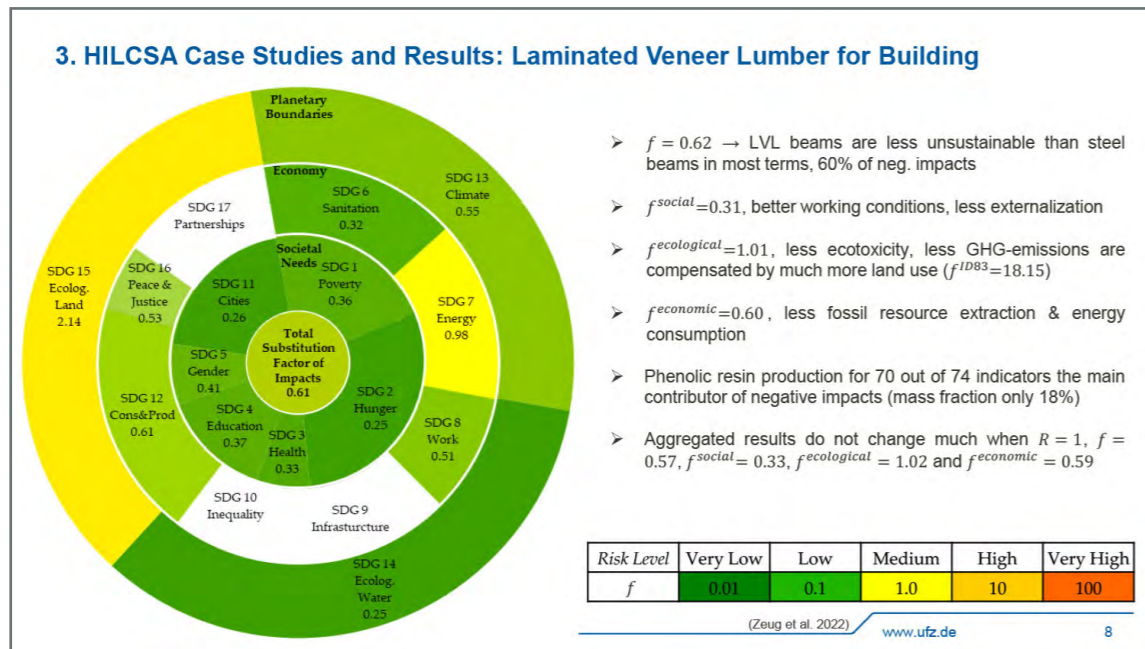 3. HILCSA Case Studies and Results: Laminated Veneer Lumber for Building
Planetary
Boundaries
Economy
SDG 13
Climate
0.55
SDG 6
Sanitation
0.32
SDG 17
Partnerships
Societal
Needs
SDG 1
Poverty
0.36
SDG 11
Cities
0.26
SDG 16
Peace &
Justice
0.53
SDG 15
Ecolog.
Land
2.14
SDG 7
Energy
0.98
Total
Substitution
Factor of
Impacts
0.61
SDG 5
Gender
0.41
SDG 2
Hunger
0.25
SDG 12
Cons&Prod
0.61
SDG 4
Education
0.37
SDG 3
Health
0.33
SDG 8
Work
0.51
SDG 10
Inequality
SDG 9
Infrasturcture
SDG 14
Ecolog.
Water
0.25
➢ f = 0.62 → LVL beams are less unsustainable than steel
beams in most terms, 60% of neg. impacts
➢ f^social=0.31, better working conditions, less externalization
➢ f^ecological=1.01, less ecotoxicity, less GHG-emissions are
compensated by much more land use (f^ID83=18.15)
➢ f^economic=0.60, less fossil resource extraction & energy
consumption
➢ Phenolic resin production for 70 out of 74 indicators the main
contributor of negative impacts (mass fraction only 18%)
➢ Aggregated results do not change much when R = 1, f =
0.57, f^social= 0.33, f^ecological = 1.02 and f^economic = 0.59
Risk Level Very Low Low Medium High Very High
f 0.01 0.1 1.0 10 100
(Zeug et al. 2022)
www.ufz.de 8